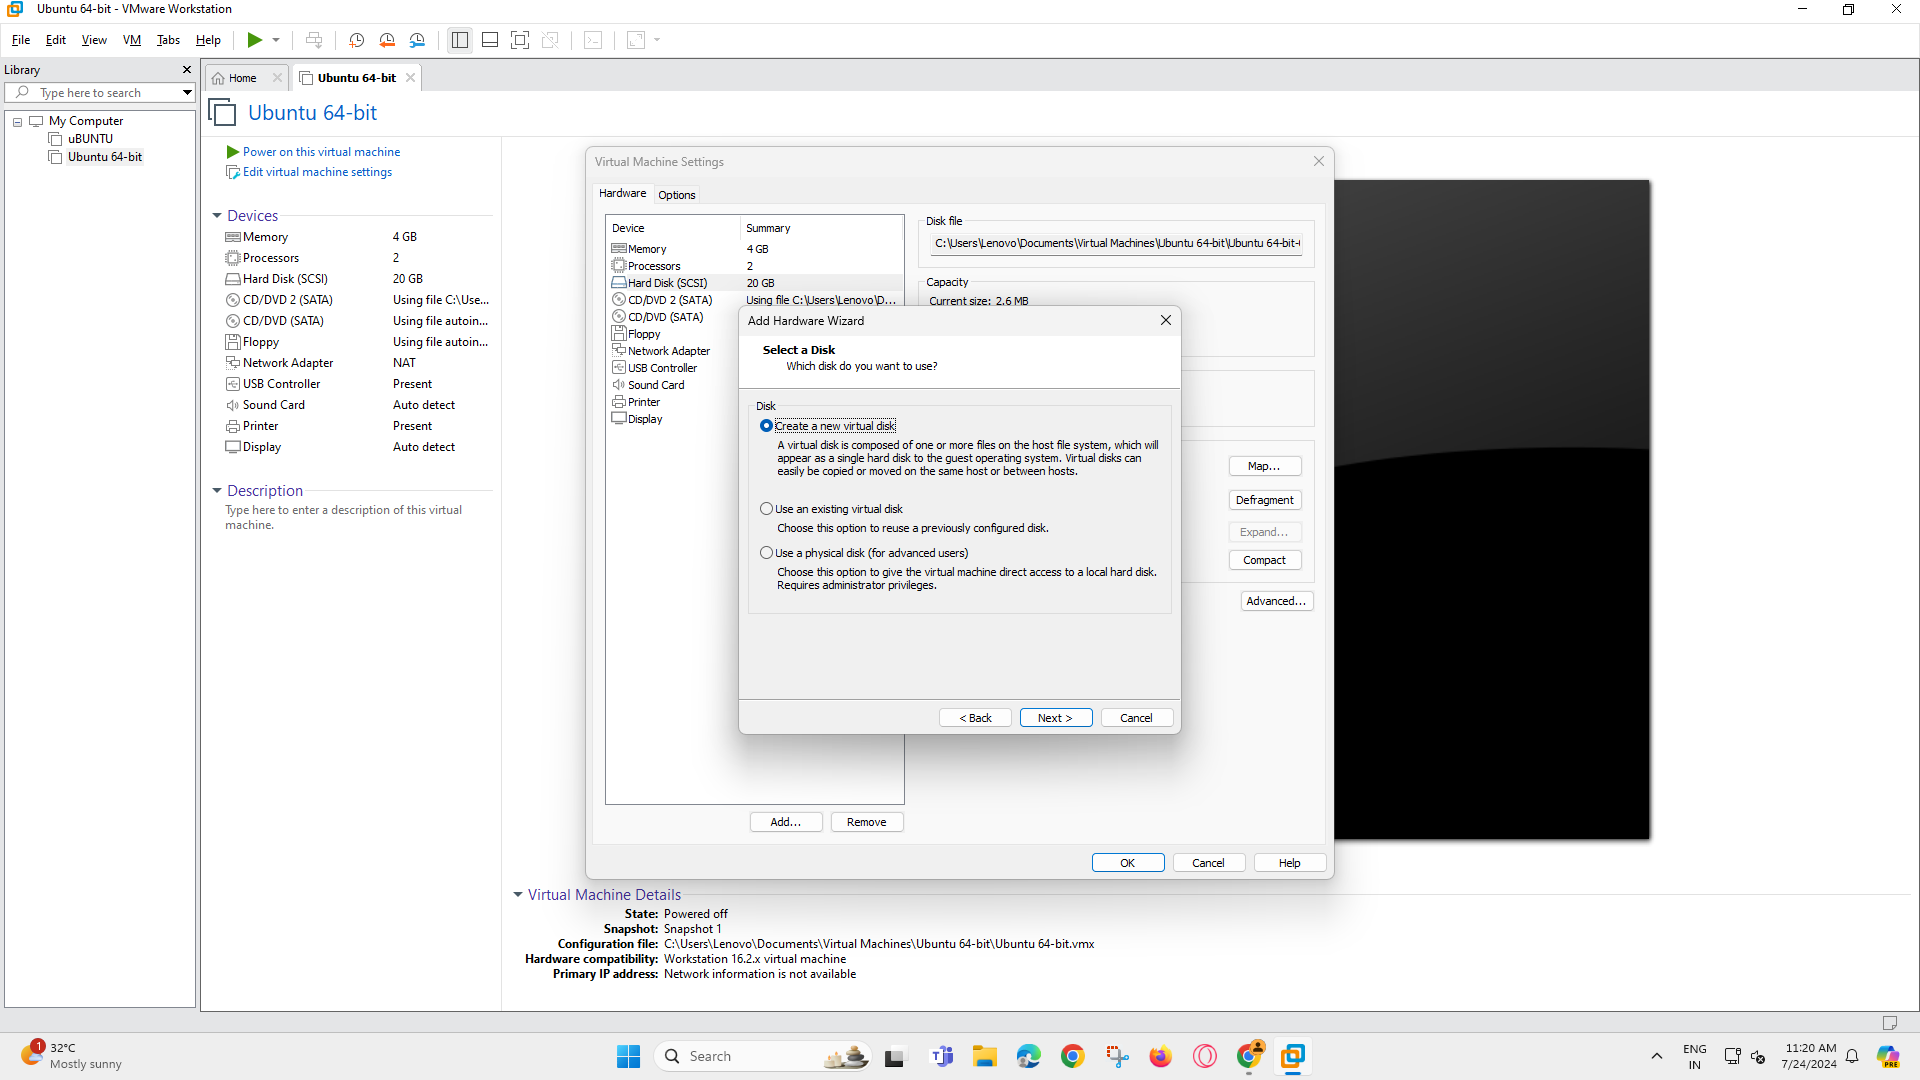 Ubuntu 64-bit - VMware Workstation
File Edit View VM Tabs Help
Library
Type here to search
My Computer
uBUNTU
Ubuntu 64-bit
Home
Ubuntu 64-bit
Ubuntu 64-bit
Power on this virtual machine
Edit virtual machine settings
Devices
Memory 4 GB
Processors 2
Hard Disk (SCSI) 20 GB
CD/DVD 2 (SATA) Using file C:\Use...
CD/DVD (SATA) Using file autoin...
Floppy Using file autoin...
Network Adapter NAT
USB Controller Present
Sound Card Auto detect
Printer Present
Display Auto detect
Description
Type here to enter a description of this virtual
machine.
Virtual Machine Settings
Hardware Options
Device Summary
Memory 4 GB
Processors 2
Hard Disk (SCSI) 20 GB
CD/DVD 2 (SATA) Using file C:\Users\Lenovo\D...
CD/DVD (SATA)
Floppy
Network Adapter
USB Controller
Sound Card
Printer
Display
Add... Remove
Disk file
C:\Users\Lenovo\Documents\Virtual Machines\Ubuntu 64-bit\Ubuntu 64-bit-
Capacity
Current size: 2.6 MB
Map...
Defragment
Expand...
Compact
Advanced...
OK Cancel Help
Add Hardware Wizard
Select a Disk
Which disk do you want to use?
Disk
Create a new virtual disk
A virtual disk is composed of one or more files on the host file system, which will
appear as a single hard disk to the guest operating system. Virtual disks can
easily be copied or moved on the same host or between hosts.
Use an existing virtual disk
Choose this option to reuse a previously configured disk.
Use a physical disk (for advanced users)
Choose this option to give the virtual machine direct access to a local hard disk.
Requires administrator privileges.
< Back Next > Cancel
Virtual Machine Details
State: Powered off
Snapshot: Snapshot 1
Configuration file: C:\Users\Lenovo\Documents\Virtual Machines\Ubuntu 64-bit\Ubuntu 64-bit.vmx
Hardware compatibility: Workstation 16.2.x virtual machine
Primary IP address: Network information is not available
1
32°C
Mostly sunny
Search
ENG
IN
11:20 AM
7/24/2024
PRE